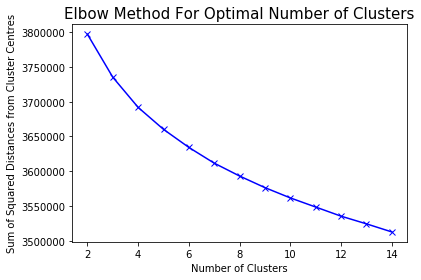 Elbow Method For Optimal Number of Clusters
Sum of Squared Distances from Cluster Centres
3800000
3750000
3700000
3650000
3600000
3550000
3500000
2 4 6 8 10 12 14
Number of Clusters